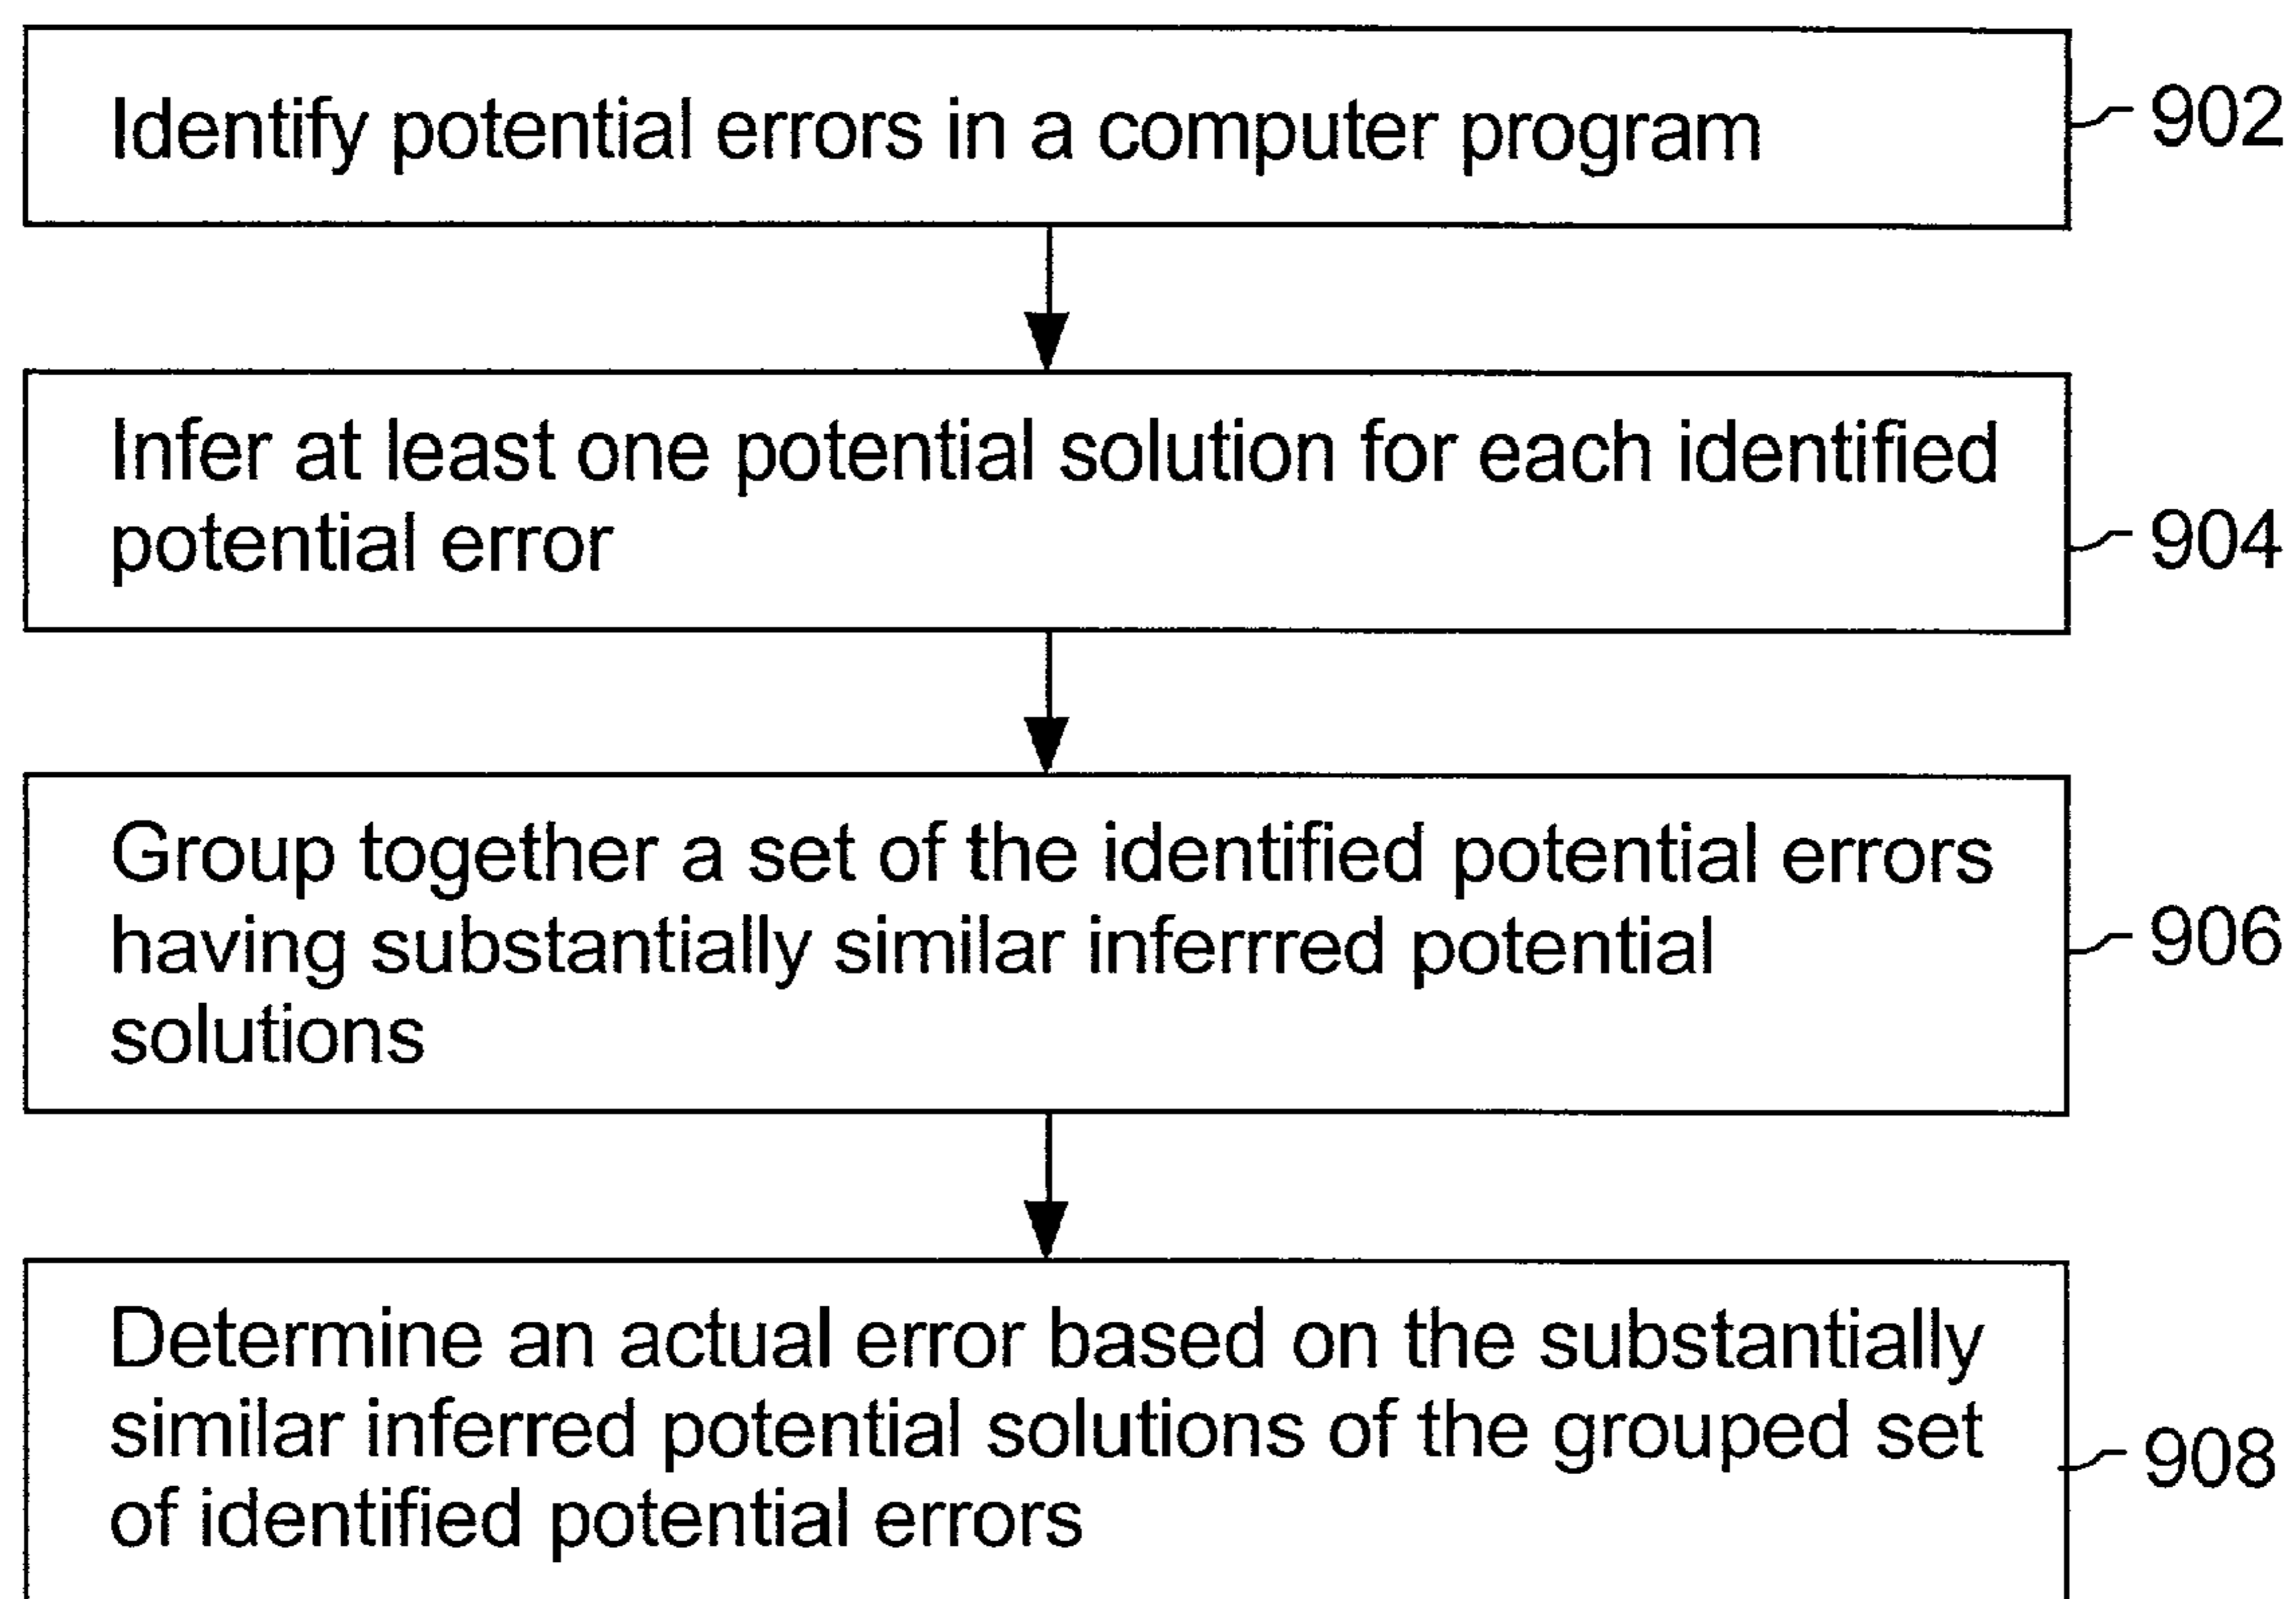 Identify potential errors in a computer program
902
Infer at least one potential solution for each identified
potential error
904
Group together a set of the identified potential errors
having substantially similar inferrred potential
solutions
906
Determine an actual error based on the substantially
similar inferred potential solutions of the grouped set
of identified potential errors
908